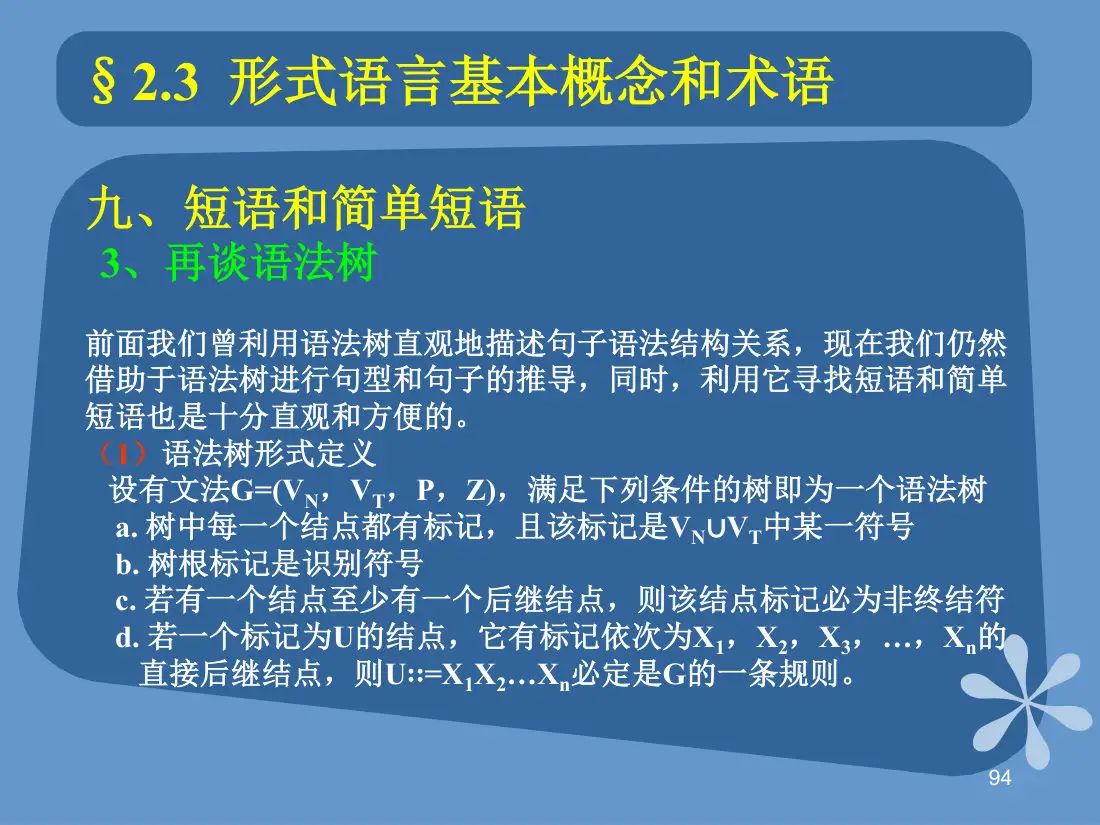 §2.3 形式语言基本概念和术语
九、短语和简单短语
3、再谈语法树
前面我们曾利用语法树直观地描述句子语法结构关系，现在我们仍然
借助于语法树进行句型和句子的推导，同时，利用它寻找短语和简单
短语也是十分直观和方便的。
（1）语法树形式定义
设有文法G=(VN，VT，P，Z)，满足下列条件的树即为一个语法树
a. 树中每一个结点都有标记，且该标记是VN∪VT中某一符号
b. 树根标记是识别符号
c. 若有一个结点至少有一个后继结点，则该结点标记必为非终结符
d. 若一个标记为U的结点，它有标记依次为X1，X2，X3，…，Xn的
直接后继结点，则U::=X1X2…Xn必定是G的一条规则。
94